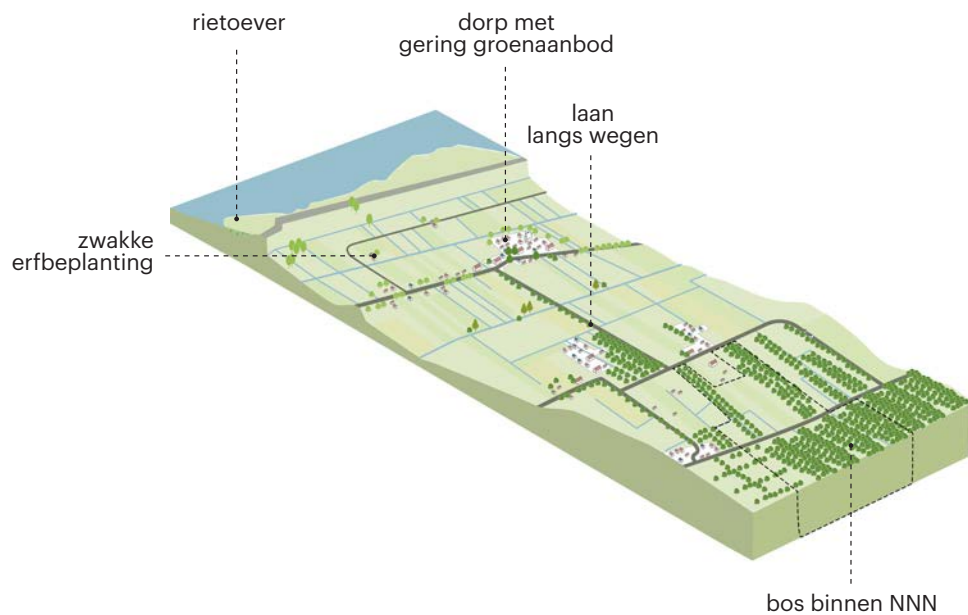 rietoever
dorp met
gering groenaanbod
laan
langs wegen
zwakke
erfbeplanting
bos binnen NNN